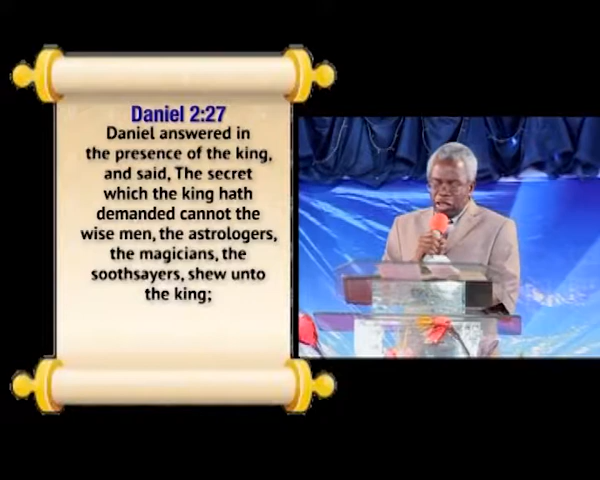 Daniel 2:27
Daniel answered in
the presence of the king,
and said, The secret
which the king hath
demanded cannot the
wise men, the astrologers,
the magicians, the
soothsayers, shew unto
the king;